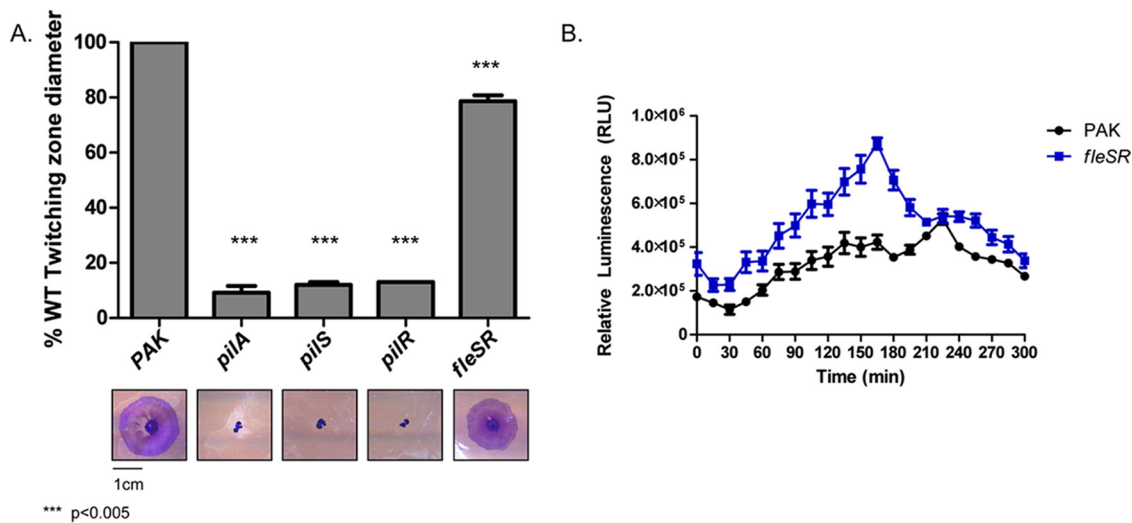 A.
% WT Twitching zone diameter
100
80
60
40
20
0
***
***
***
***
PAK
pilA
pilS
pilR
fleSR
1cm
*** p<0.005
B.
Relative Luminescence (RLU)
1.0×10⁶
8.0×10⁵
6.0×10⁵
4.0×10⁵
2.0×10⁵
0
0 30 60 90 120 150 180 210 240 270 300
Time (min)
PAK
fleSR